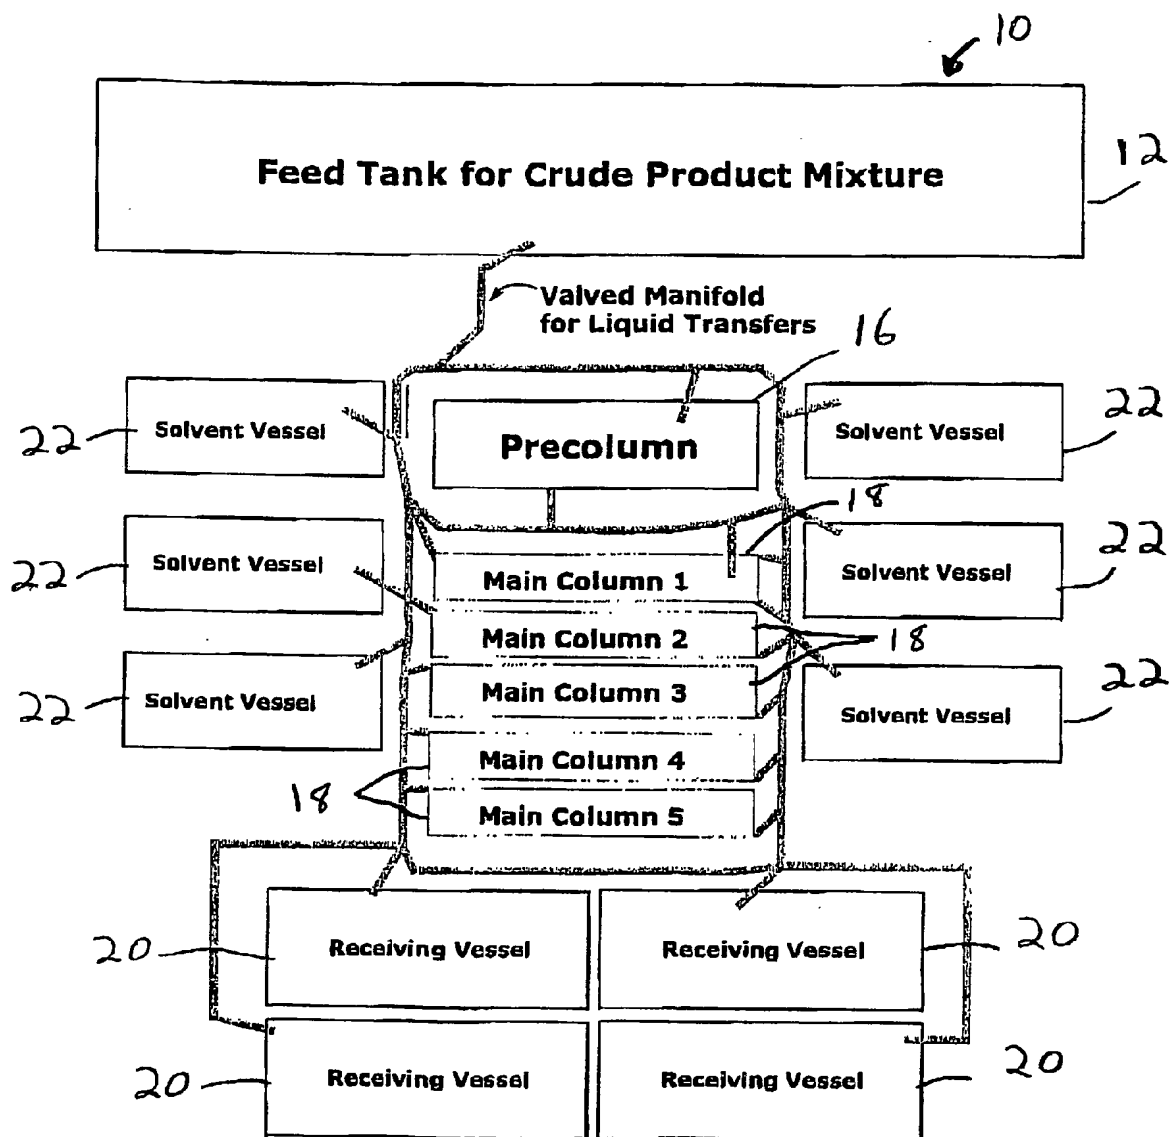 10
Feed Tank for Crude Product Mixture
12
Valved Manifold
for Liquid Transfers
16
22
Solvent Vessel
Precolumn
Solvent Vessel
22
18
22
Solvent Vessel
Main Column 1
Solvent Vessel
22
Main Column 2
18
22
Solvent Vessel
Main Column 3
Solvent Vessel
22
Main Column 4
18
Main Column 5
20
Receiving Vessel
Receiving Vessel
20
20
Receiving Vessel
Receiving Vessel
20